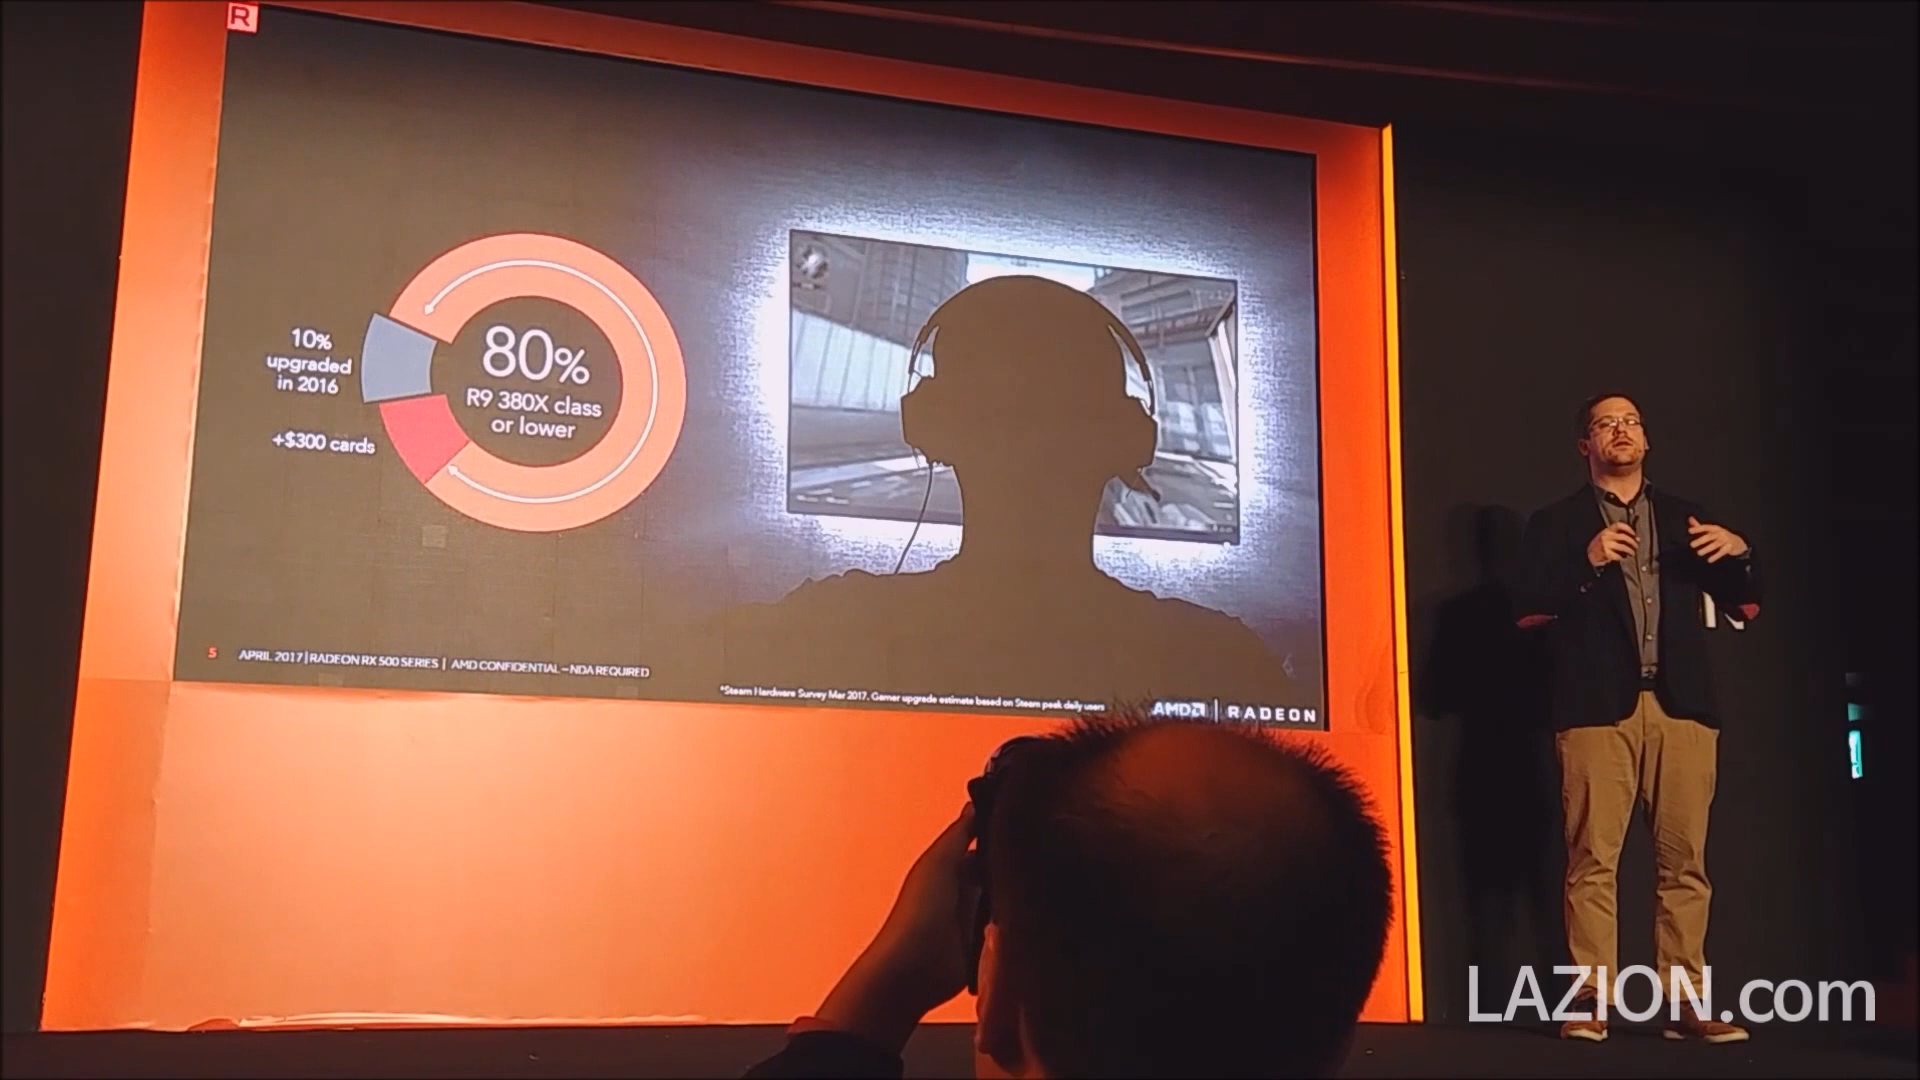 R
10%
upgraded
in 2016
+$300 cards
80%
R9 380X class
or lower
5 APRIL 2017 | RADEON RX 500 SERIES | AMD CONFIDENTIAL – NDA REQUIRED
*Steam Hardware Survey Mar 2017. Gamer upgrade estimate based on Steam peak daily users
AMD | RADEON
LAZION.com